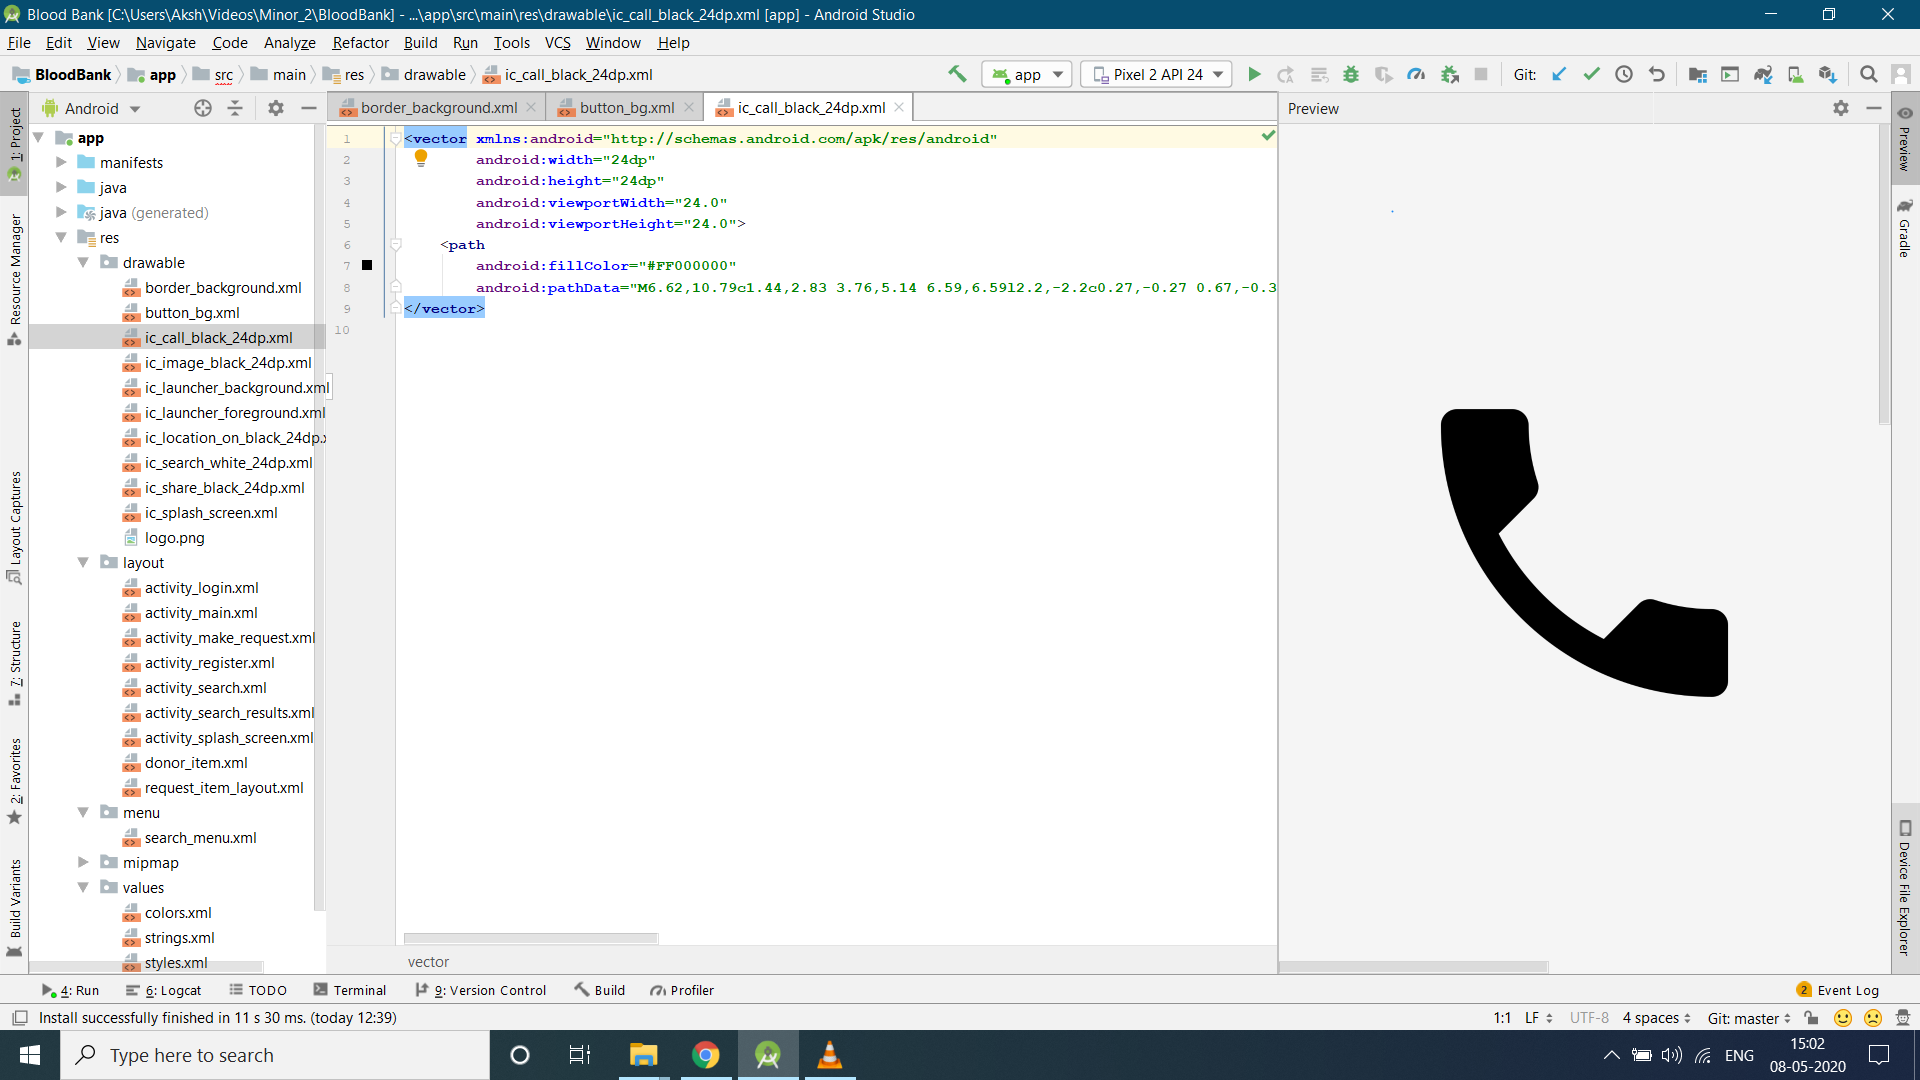 Blood Bank [C:\Users\Aksh\Videos\Minor_2\BloodBank] - ...\app\src\main\res\drawable\ic_call_black_24dp.xml [app] - Android Studio
File Edit View Navigate Code Analyze Refactor Build Run Tools VCS Window Help
BloodBank app src main res drawable ic_call_black_24dp.xml
app Pixel 2 API 24 Git:
1: Project
Resource Manager
Layout Captures
7: Structure
2: Favorites
Build Variants
Android
app
manifests
java
java (generated)
res
drawable
border_background.xml
button_bg.xml
ic_call_black_24dp.xml
ic_image_black_24dp.xml
ic_launcher_background.xml
ic_launcher_foreground.xml
ic_location_on_black_24dp.x
ic_search_white_24dp.xml
ic_share_black_24dp.xml
ic_splash_screen.xml
logo.png
layout
activity_login.xml
activity_main.xml
activity_make_request.xml
activity_register.xml
activity_search.xml
activity_search_results.xml
activity_splash_screen.xml
donor_item.xml
request_item_layout.xml
menu
search_menu.xml
mipmap
values
colors.xml
strings.xml
styles.xml
border_background.xml button_bg.xml ic_call_black_24dp.xml
1 <vector xmlns:android="http://schemas.android.com/apk/res/android"
2 android:width="24dp"
3 android:height="24dp"
4 android:viewportWidth="24.0"
5 android:viewportHeight="24.0">
6 <path
7 android:fillColor="#FF000000"
8 android:pathData="M6.62,10.79c1.44,2.83 3.76,5.14 6.59,6.59l2.2,-2.2c0.27,-0.27 0.67,-0.3
9 </vector>
10
vector
Preview
Preview
Gradle
Device File Explorer
4: Run 6: Logcat TODO Terminal 9: Version Control Build Profiler 2 Event Log
Install successfully finished in 11 s 30 ms. (today 12:39) 1:1 LF UTF-8 4 spaces Git: master
Type here to search
ENG
15:02
08-05-2020